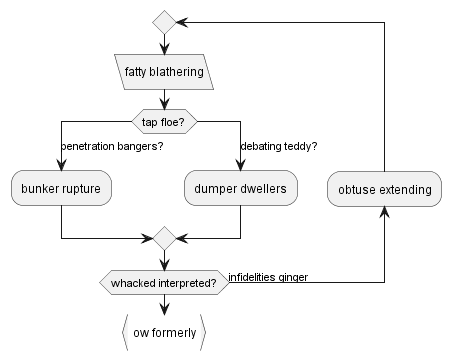 fatty blathering
tap floe?
penetration bangers?
debating teddy?
bunker rupture
dumper dwellers
obtuse extending
whacked interpreted?
infidelities ginger
ow formerly